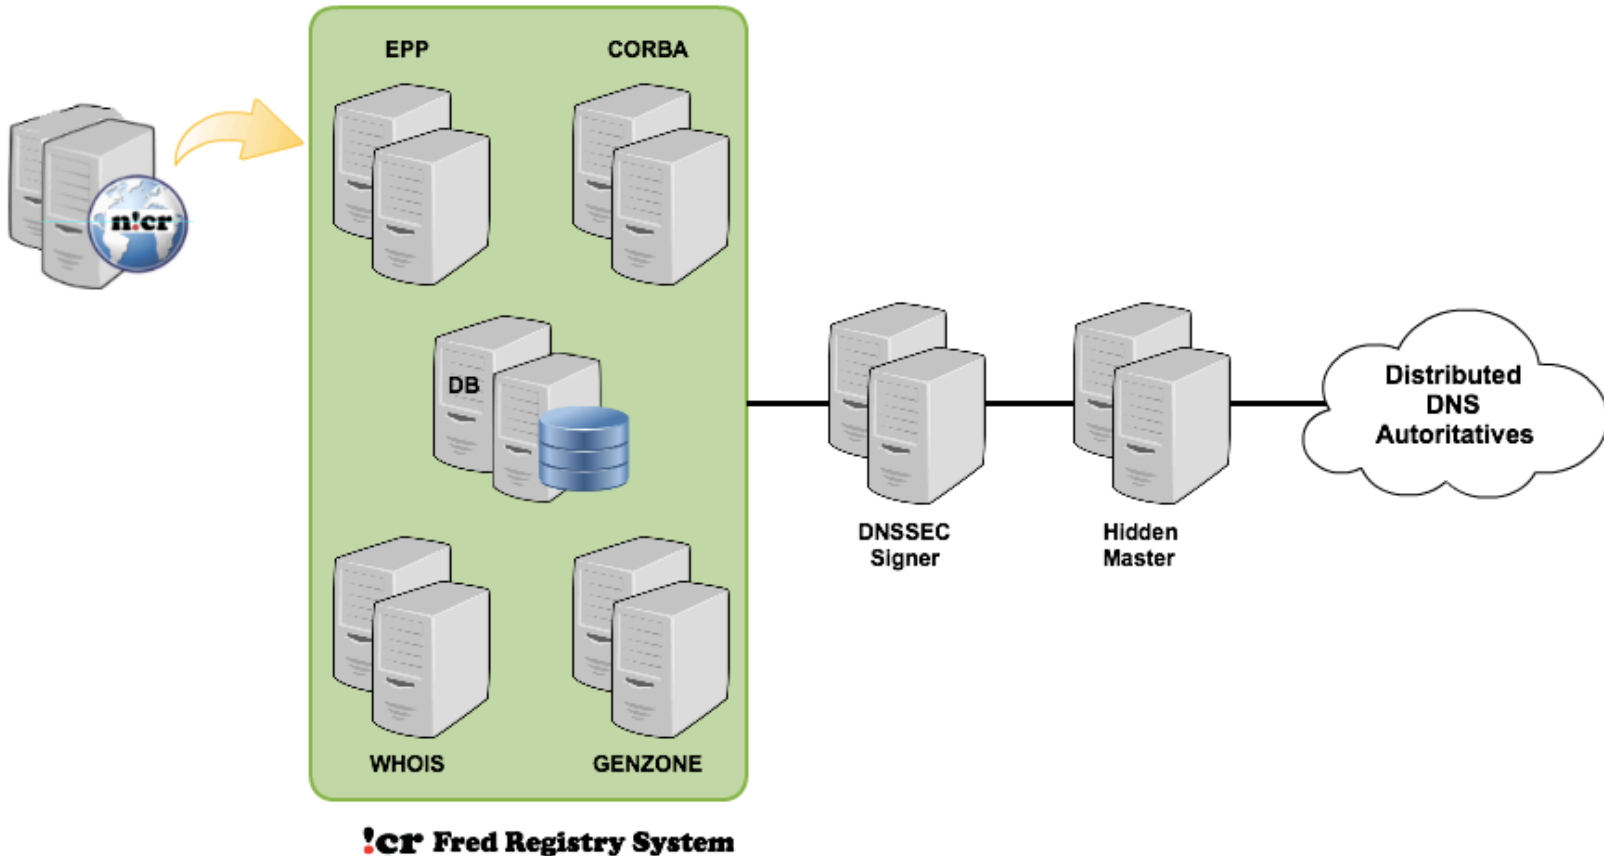 EPP
CORBA
n!cr
DB
WHOIS
GENZONE
DNSSEC
Signer
Hidden
Master
Distributed
DNS
Autoritatives
!cr Fred Registry System